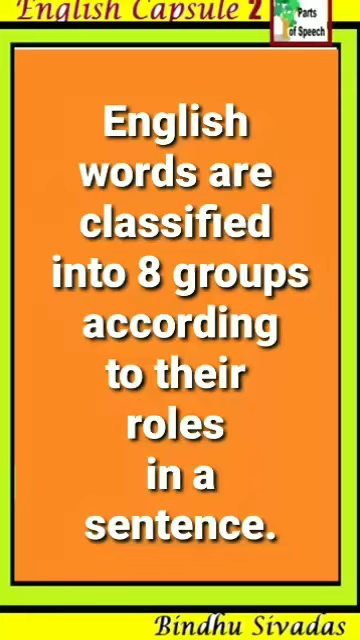 English Capsule 2
Parts
of Speech
English
words are
classified
into 8 groups
according
to their
roles
in a
sentence.
Bindhu Sivadas